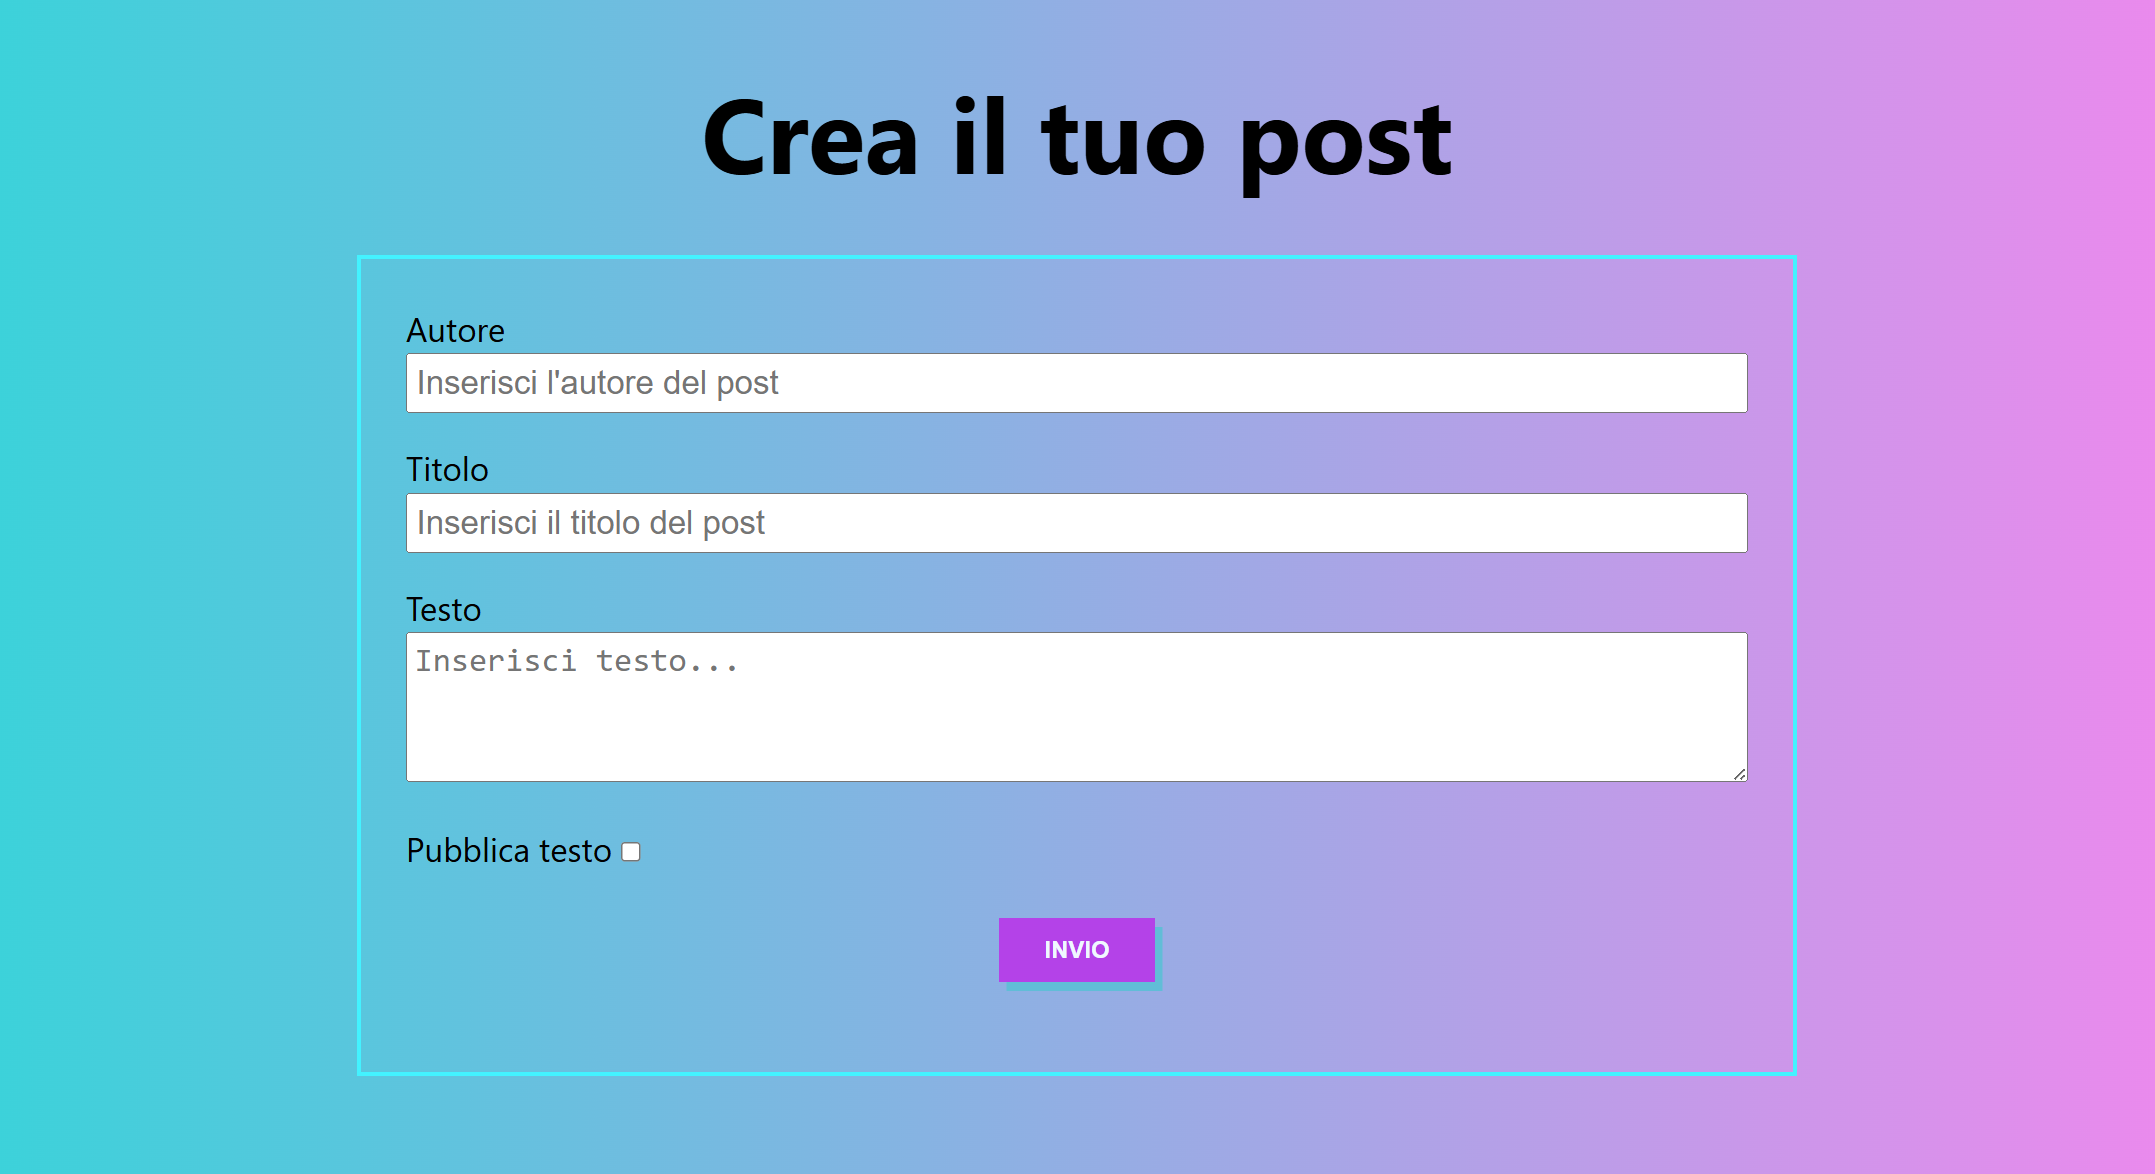 Crea il tuo post
Autore
Inserisci l'autore del post
Titolo
Inserisci il titolo del post
Testo
Inserisci testo...
Pubblica testo
INVIO